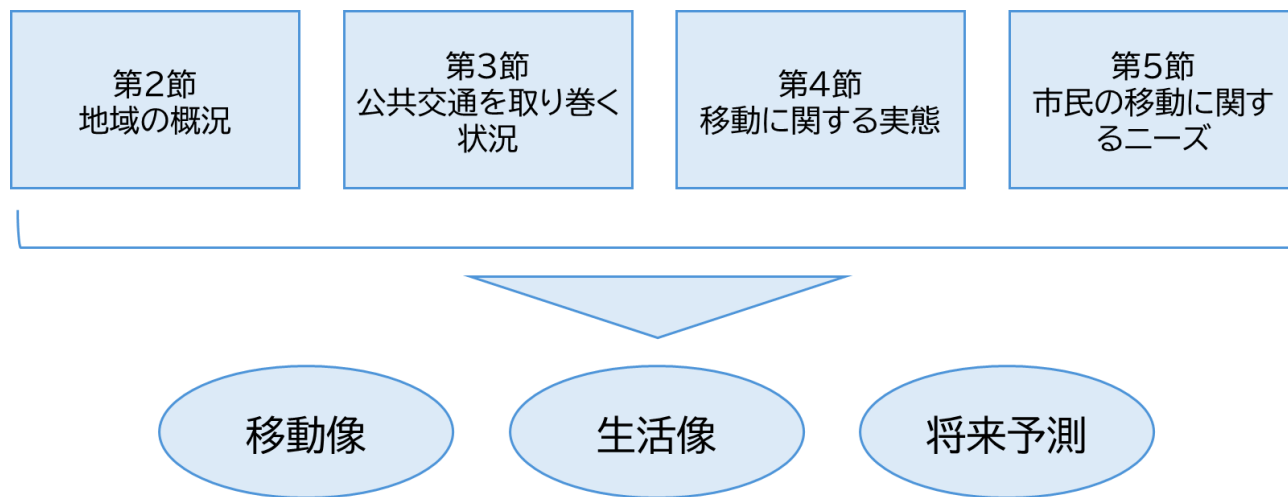 第2節
地域の概況
第3節
公共交通を取り巻く
状況
第4節
移動に関する実態
第5節
市民の移動に関す
るニーズ
移動像
生活像
将来予測